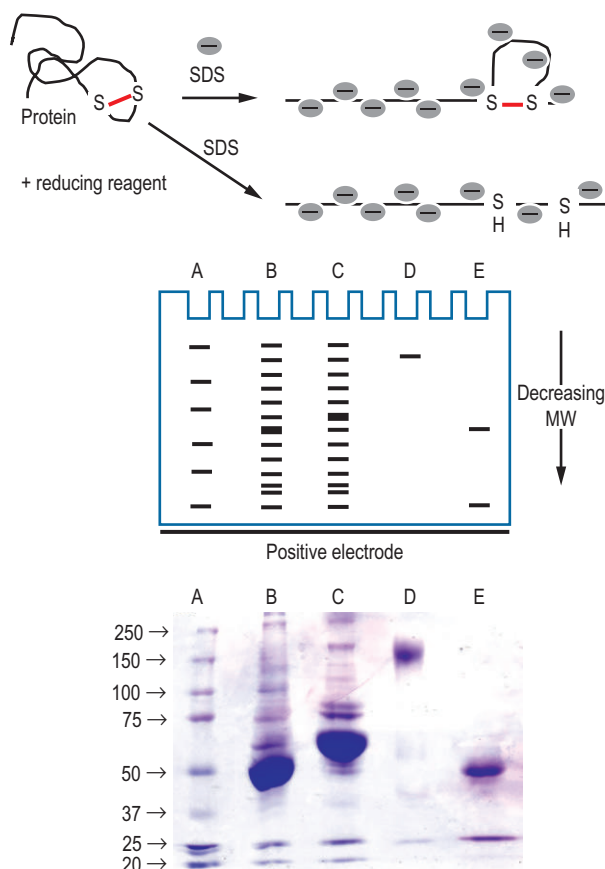 SDS
S S
Protein
SDS
S S
+ reducing reagent
S S
H H
A B C D E
Decreasing
MW
Positive electrode
A B C D E
250 →
150 →
100 →
75 →
50 →
37 →
25 →
20 →